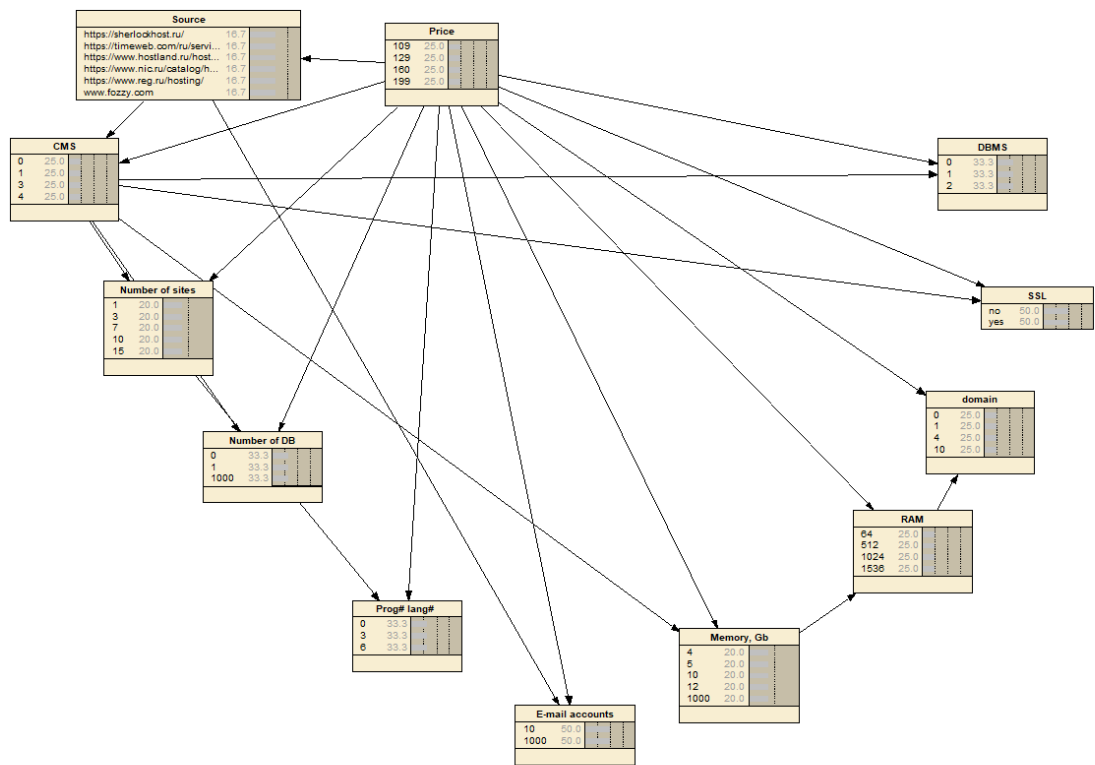 Source
https://sherlockhost.ru/ 16.7
https://timeweb.com/ru/servi... 16.7
https://www.hostland.ru/host... 16.7
https://www.nic.ru/catalog/h... 16.7
https://www.reg.ru/hosting/ 16.7
www.fozzy.com 16.7
Price
109 25.0
129 25.0
160 25.0
199 25.0
CMS
0 25.0
1 25.0
3 25.0
4 25.0
DBMS
0 33.3
1 33.3
2 33.3
Number of sites
1 20.0
3 20.0
7 20.0
10 20.0
15 20.0
SSL
no 50.0
yes 50.0
domain
0 25.0
1 25.0
4 25.0
10 25.0
Number of DB
0 33.3
1 33.3
1000 33.3
RAM
64 25.0
512 25.0
1024 25.0
1536 25.0
Prog# lang#
0 33.3
3 33.3
6 33.3
Memory, Gb
4 20.0
5 20.0
10 20.0
12 20.0
1000 20.0
E-mail accounts
10 50.0
1000 50.0